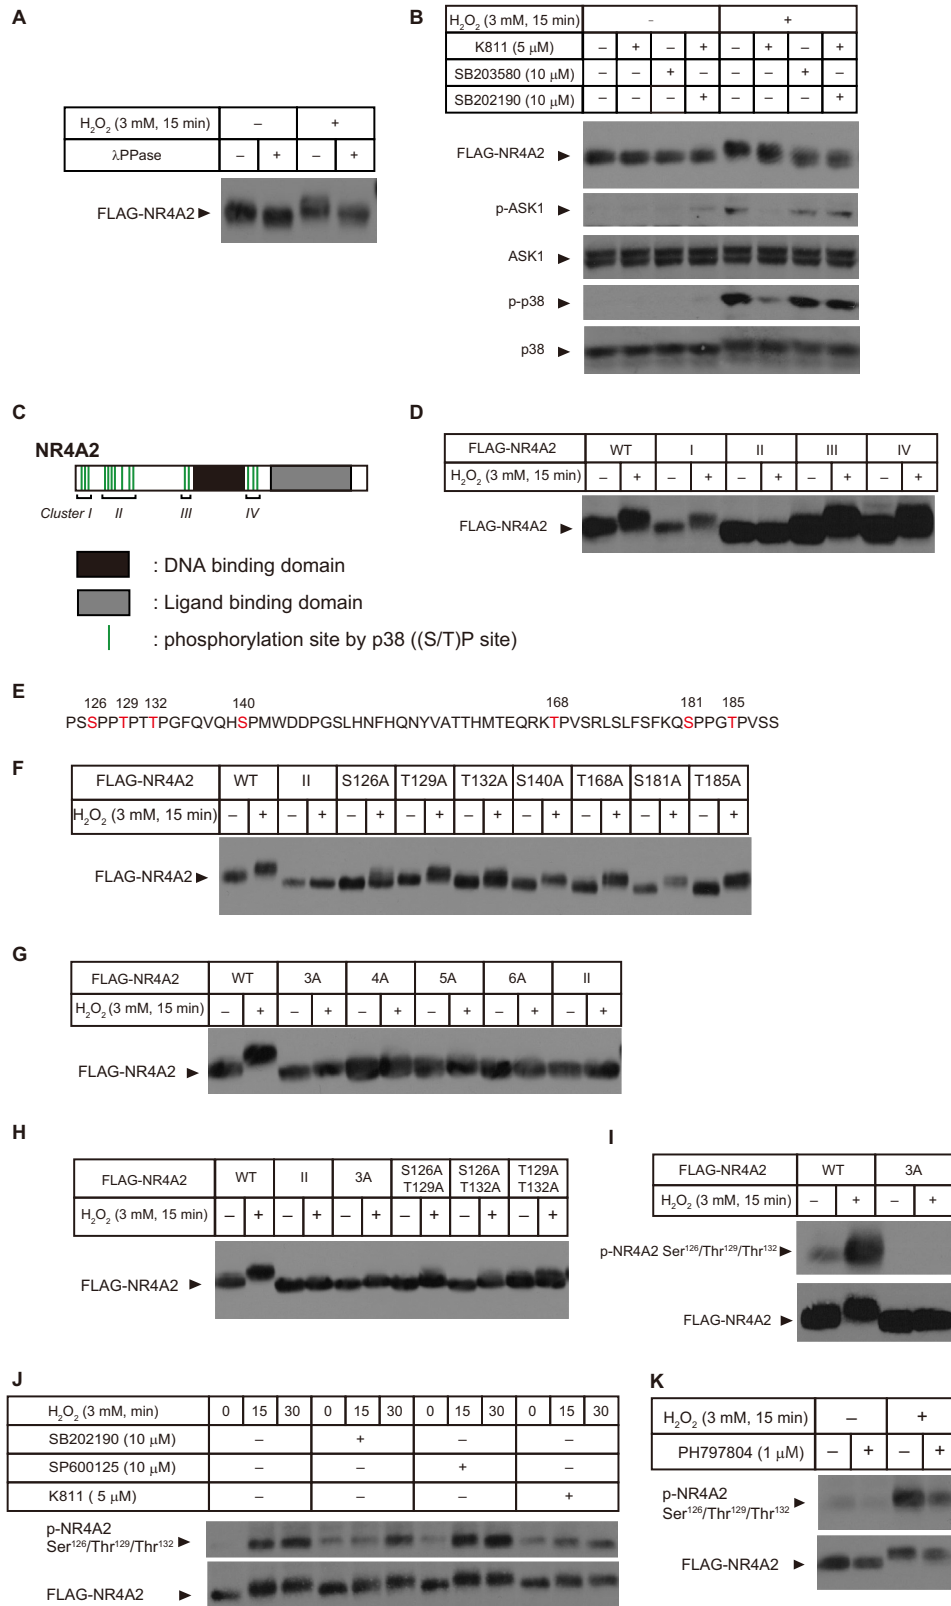 A
H₂O₂ (3 mM, 15 min) – +
λPPase – + – +
FLAG-NR4A2
B
H₂O₂ (3 mM, 15 min) - +
K811 (5 μM) – + – + – + – +
SB203580 (10 μM) – – + – – – + –
SB202190 (10 μM) – – – + – – – +
FLAG-NR4A2
p-ASK1
ASK1
p-p38
p38
C
NR4A2
Cluster I II III IV
: DNA binding domain
: Ligand binding domain
: phosphorylation site by p38 ((S/T)P site)
D
FLAG-NR4A2 WT I II III IV
H₂O₂ (3 mM, 15 min) – + – + – + – + – +
FLAG-NR4A2
E
126 129 132 140 168 181 185
PSSPPTPTTPGFQVQHSPMWDDPGSLHNFHQNYVATTHMTEQRKTPVSRLSLFSFKQSPPGTPVSS
F
FLAG-NR4A2 WT II S126A T129A T132A S140A T168A S181A T185A
H₂O₂ (3 mM, 15 min) – + – + – + – + – + – + – + – + – +
FLAG-NR4A2
G
FLAG-NR4A2 WT 3A 4A 5A 6A II
H₂O₂ (3 mM, 15 min) – + – + – + – + – + – +
FLAG-NR4A2
H
FLAG-NR4A2 WT II 3A S126A T129A S126A T132A T129A T132A
H₂O₂ (3 mM, 15 min) – + – + – + – + – + – +
FLAG-NR4A2
I
FLAG-NR4A2 WT 3A
H₂O₂ (3 mM, 15 min) – + – +
p-NR4A2 Ser¹²⁶/Thr¹²⁹/Thr¹³²
FLAG-NR4A2
J
H₂O₂ (3 mM, min) 0 15 30 0 15 30 0 15 30 0 15 30
SB202190 (10 μM) – + – –
SP600125 (10 μM) – – + –
K811 ( 5 μM) – – – +
p-NR4A2
Ser¹²⁶/Thr¹²⁹/Thr¹³²
FLAG-NR4A2
K
H₂O₂ (3 mM, 15 min) – +
PH797804 (1 μM) – + – +
p-NR4A2
Ser¹²⁶/Thr¹²⁹/Thr¹³²
FLAG-NR4A2